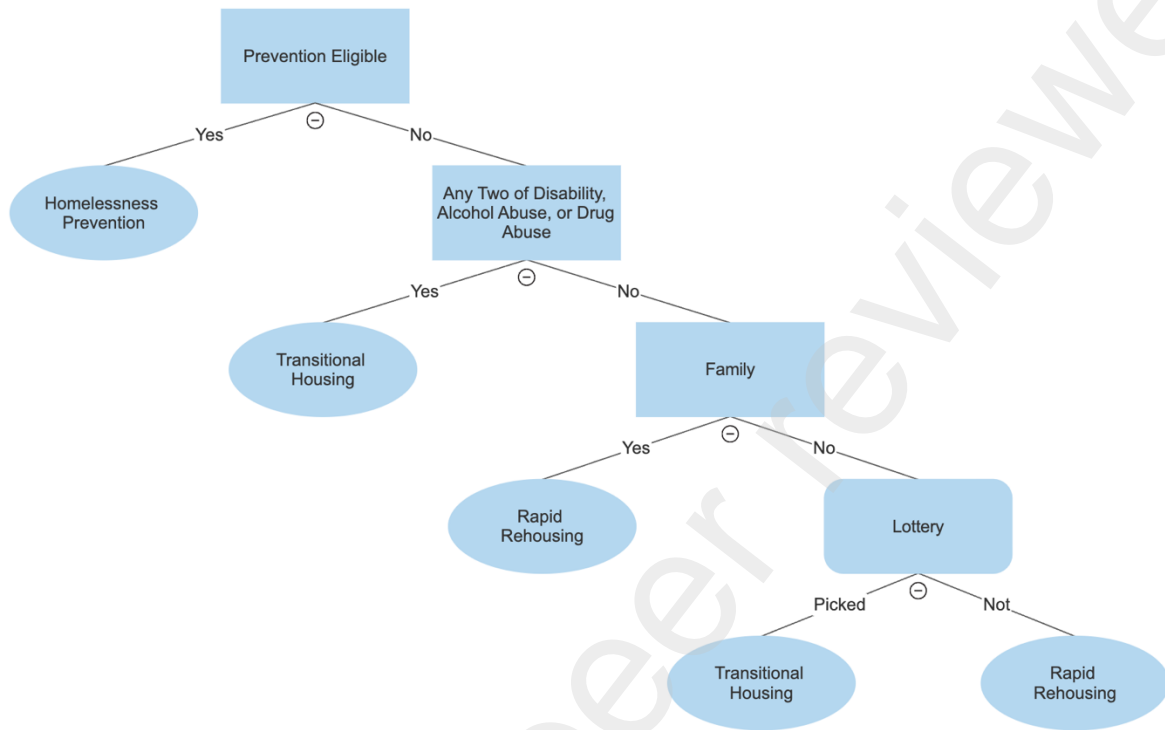 Prevention Eligible
Yes
No
Homelessness
Prevention
Any Two of Disability,
Alcohol Abuse, or Drug
Abuse
Yes
No
Transitional
Housing
Family
Yes
No
Rapid
Rehousing
Lottery
Picked
Not
Transitional
Housing
Rapid
Rehousing
eer reviewe